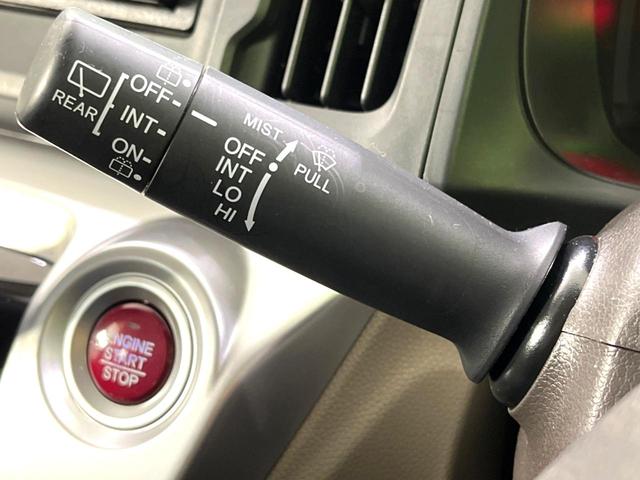 REAR
OFF
INT
ON
MIST
OFF
INT
LO
HI
PULL
ENGINE
START
STOP